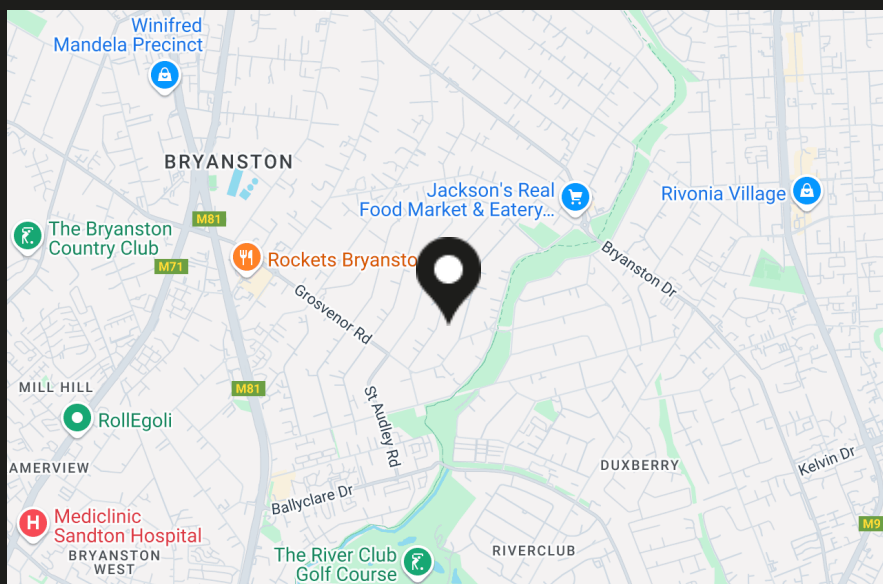 Winifred
Mandela Precinct
BRYANSTON
Jackson's Real
Food Market & Eatery...
Rivonia Village
M81
The Bryanston
Country Club
M71
Rockets Bryansto
Bryanston Dr
Grosvenor Rd
MILL HILL
M81
RollEgoli
St Audley Rd
AMERVIEW
DUXBERRY
Kelvin Dr
Ballyclare Dr
H
Mediclinic
Sandton Hospital
M9
BRYANSTON
WEST
The River Club
Golf Course
RIVERCLUB